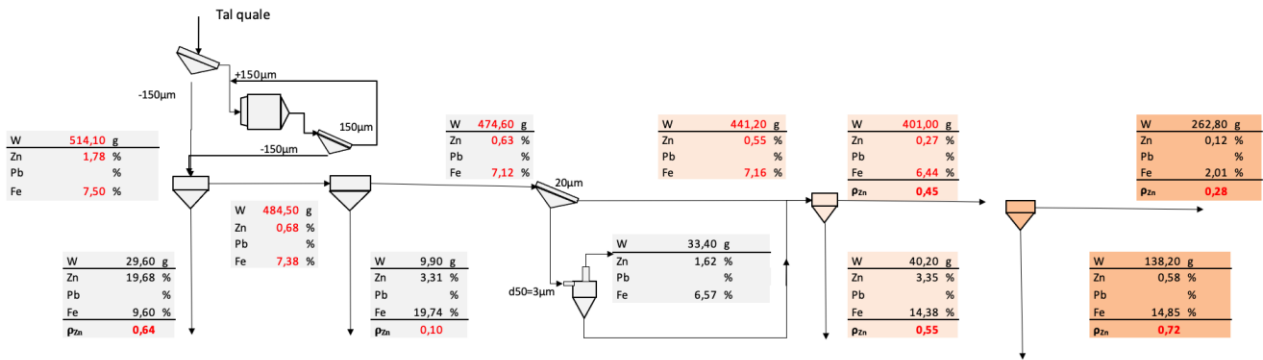 Tal quale
+150µm
-150µm
150µm
-150µm
W 514,10 g
Zn 1,78 %
Pb %
Fe 7,50 %
W 474,60 g
Zn 0,63 %
Pb %
Fe 7,12 %
W 441,20 g
Zn 0,55 %
Pb %
Fe 7,16 %
W 401,00 g
Zn 0,27 %
Pb %
Fe 6,44 %
ρZn 0,45
W 262,80 g
Zn 0,12 %
Pb %
Fe 2,01 %
ρZn 0,28
20µm
W 484,50 g
Zn 0,68 %
Pb %
Fe 7,38 %
W 29,60 g
Zn 19,68 %
Pb %
Fe 9,60 %
ρZn 0,64
W 9,90 g
Zn 3,31 %
Pb %
Fe 19,74 %
ρZn 0,10
d50=3µm
W 33,40 g
Zn 1,62 %
Pb %
Fe 6,57 %
W 40,20 g
Zn 3,35 %
Pb %
Fe 14,38 %
ρZn 0,55
W 138,20 g
Zn 0,58 %
Pb %
Fe 14,85 %
ρZn 0,72